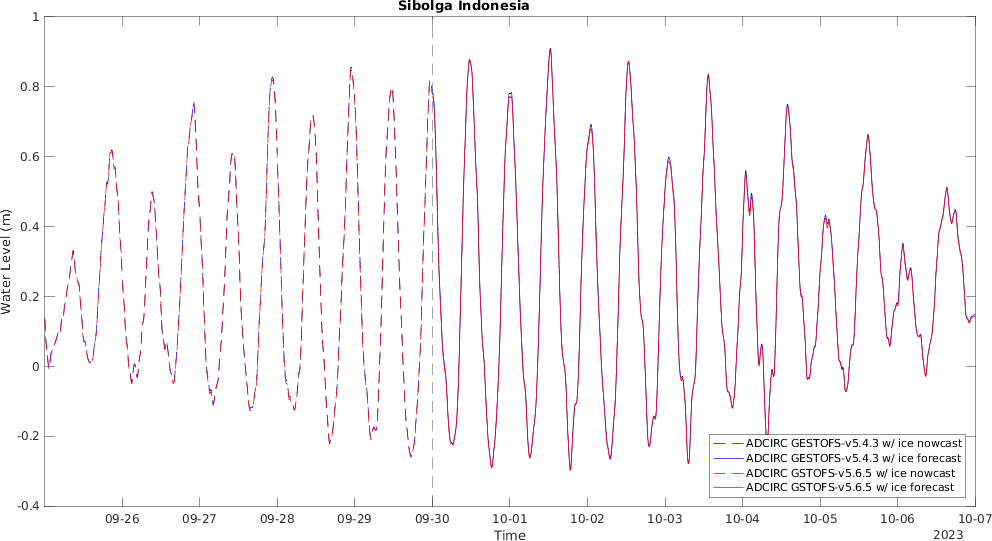 Sibolga Indonesia
1
0.8
0.6
0.4
0.2
0
-0.2
-0.4
Water Level (m)
ADCIRC GESTOFS-v5.4.3 w/ ice nowcast
ADCIRC GESTOFS-v5.4.3 w/ ice forecast
ADCIRC GSTOFS-v5.6.5 w/ ice nowcast
ADCIRC GSTOFS-v5.6.5 w/ ice forecast
09-26 09-27 09-28 09-29 09-30 10-01 10-02 10-03 10-04 10-05 10-06 10-07
Time
2023